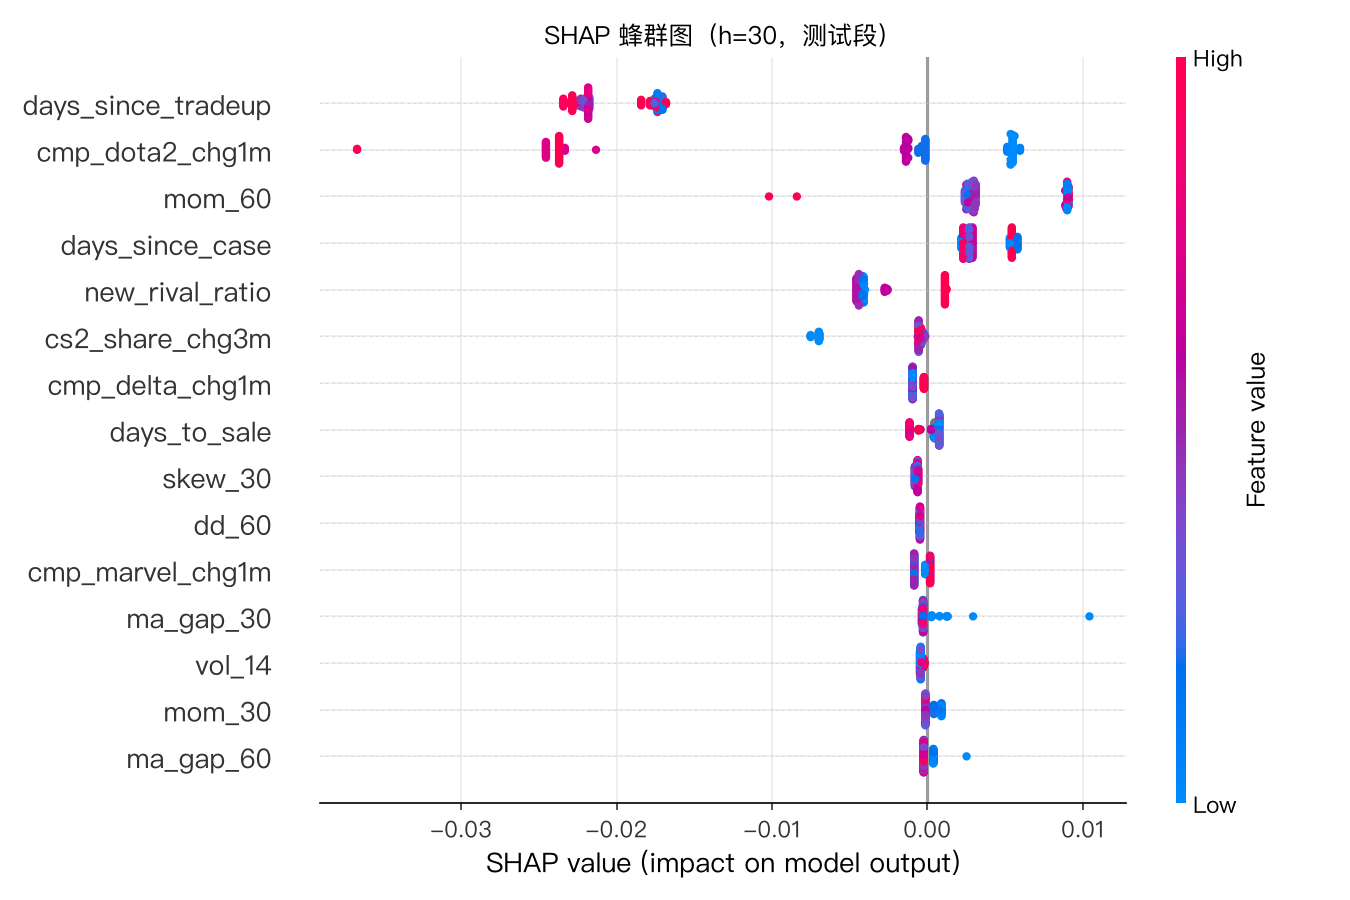 SHAP 蜂群图（h=30，测试段）
High
days_since_tradeup
cmp_dota2_chg1m
mom_60
days_since_case
new_rival_ratio
cs2_share_chg3m
cmp_delta_chg1m
days_to_sale
skew_30
dd_60
cmp_marvel_chg1m
ma_gap_30
vol_14
mom_30
ma_gap_60
Feature value
Low
−0.03 −0.02 −0.01 0.00 0.01
SHAP value (impact on model output)